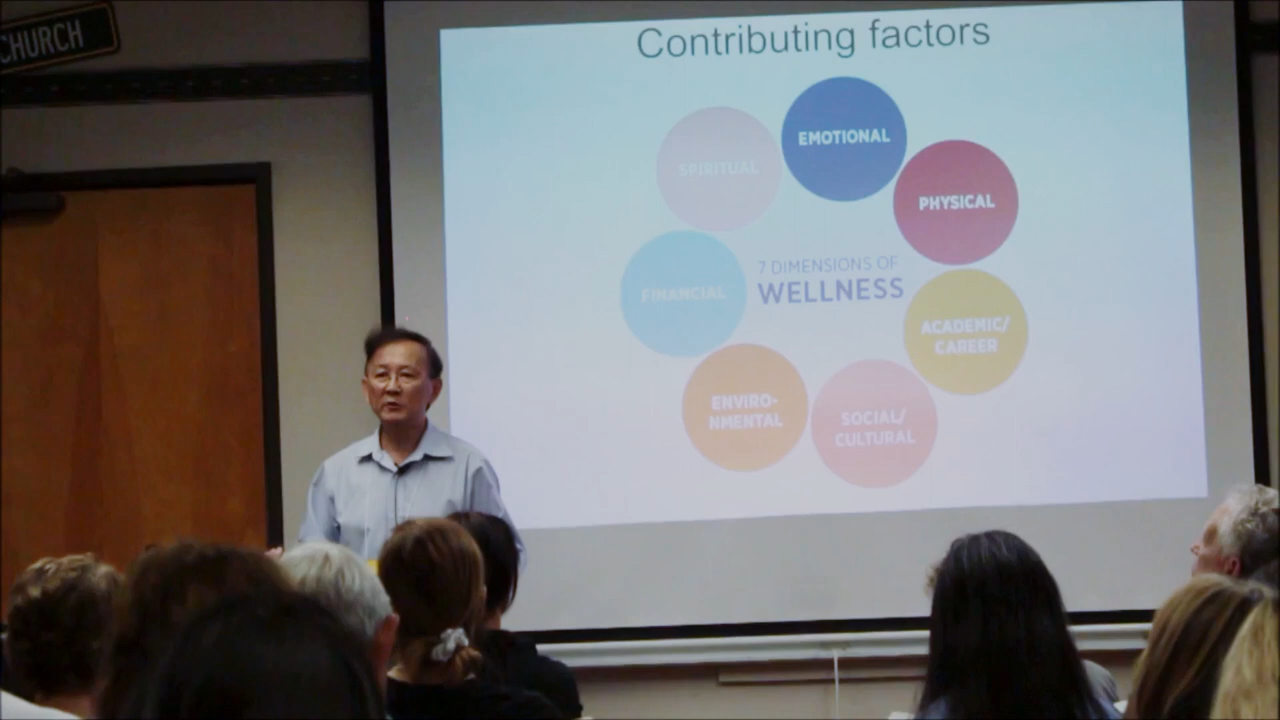 CHURCH
Contributing factors
EMOTIONAL
SPIRITUAL
PHYSICAL
7 DIMENSIONS OF
WELLNESS
FINANCIAL
ACADEMIC/
CAREER
ENVIRO-
NMENTAL
SOCIAL/
CULTURAL